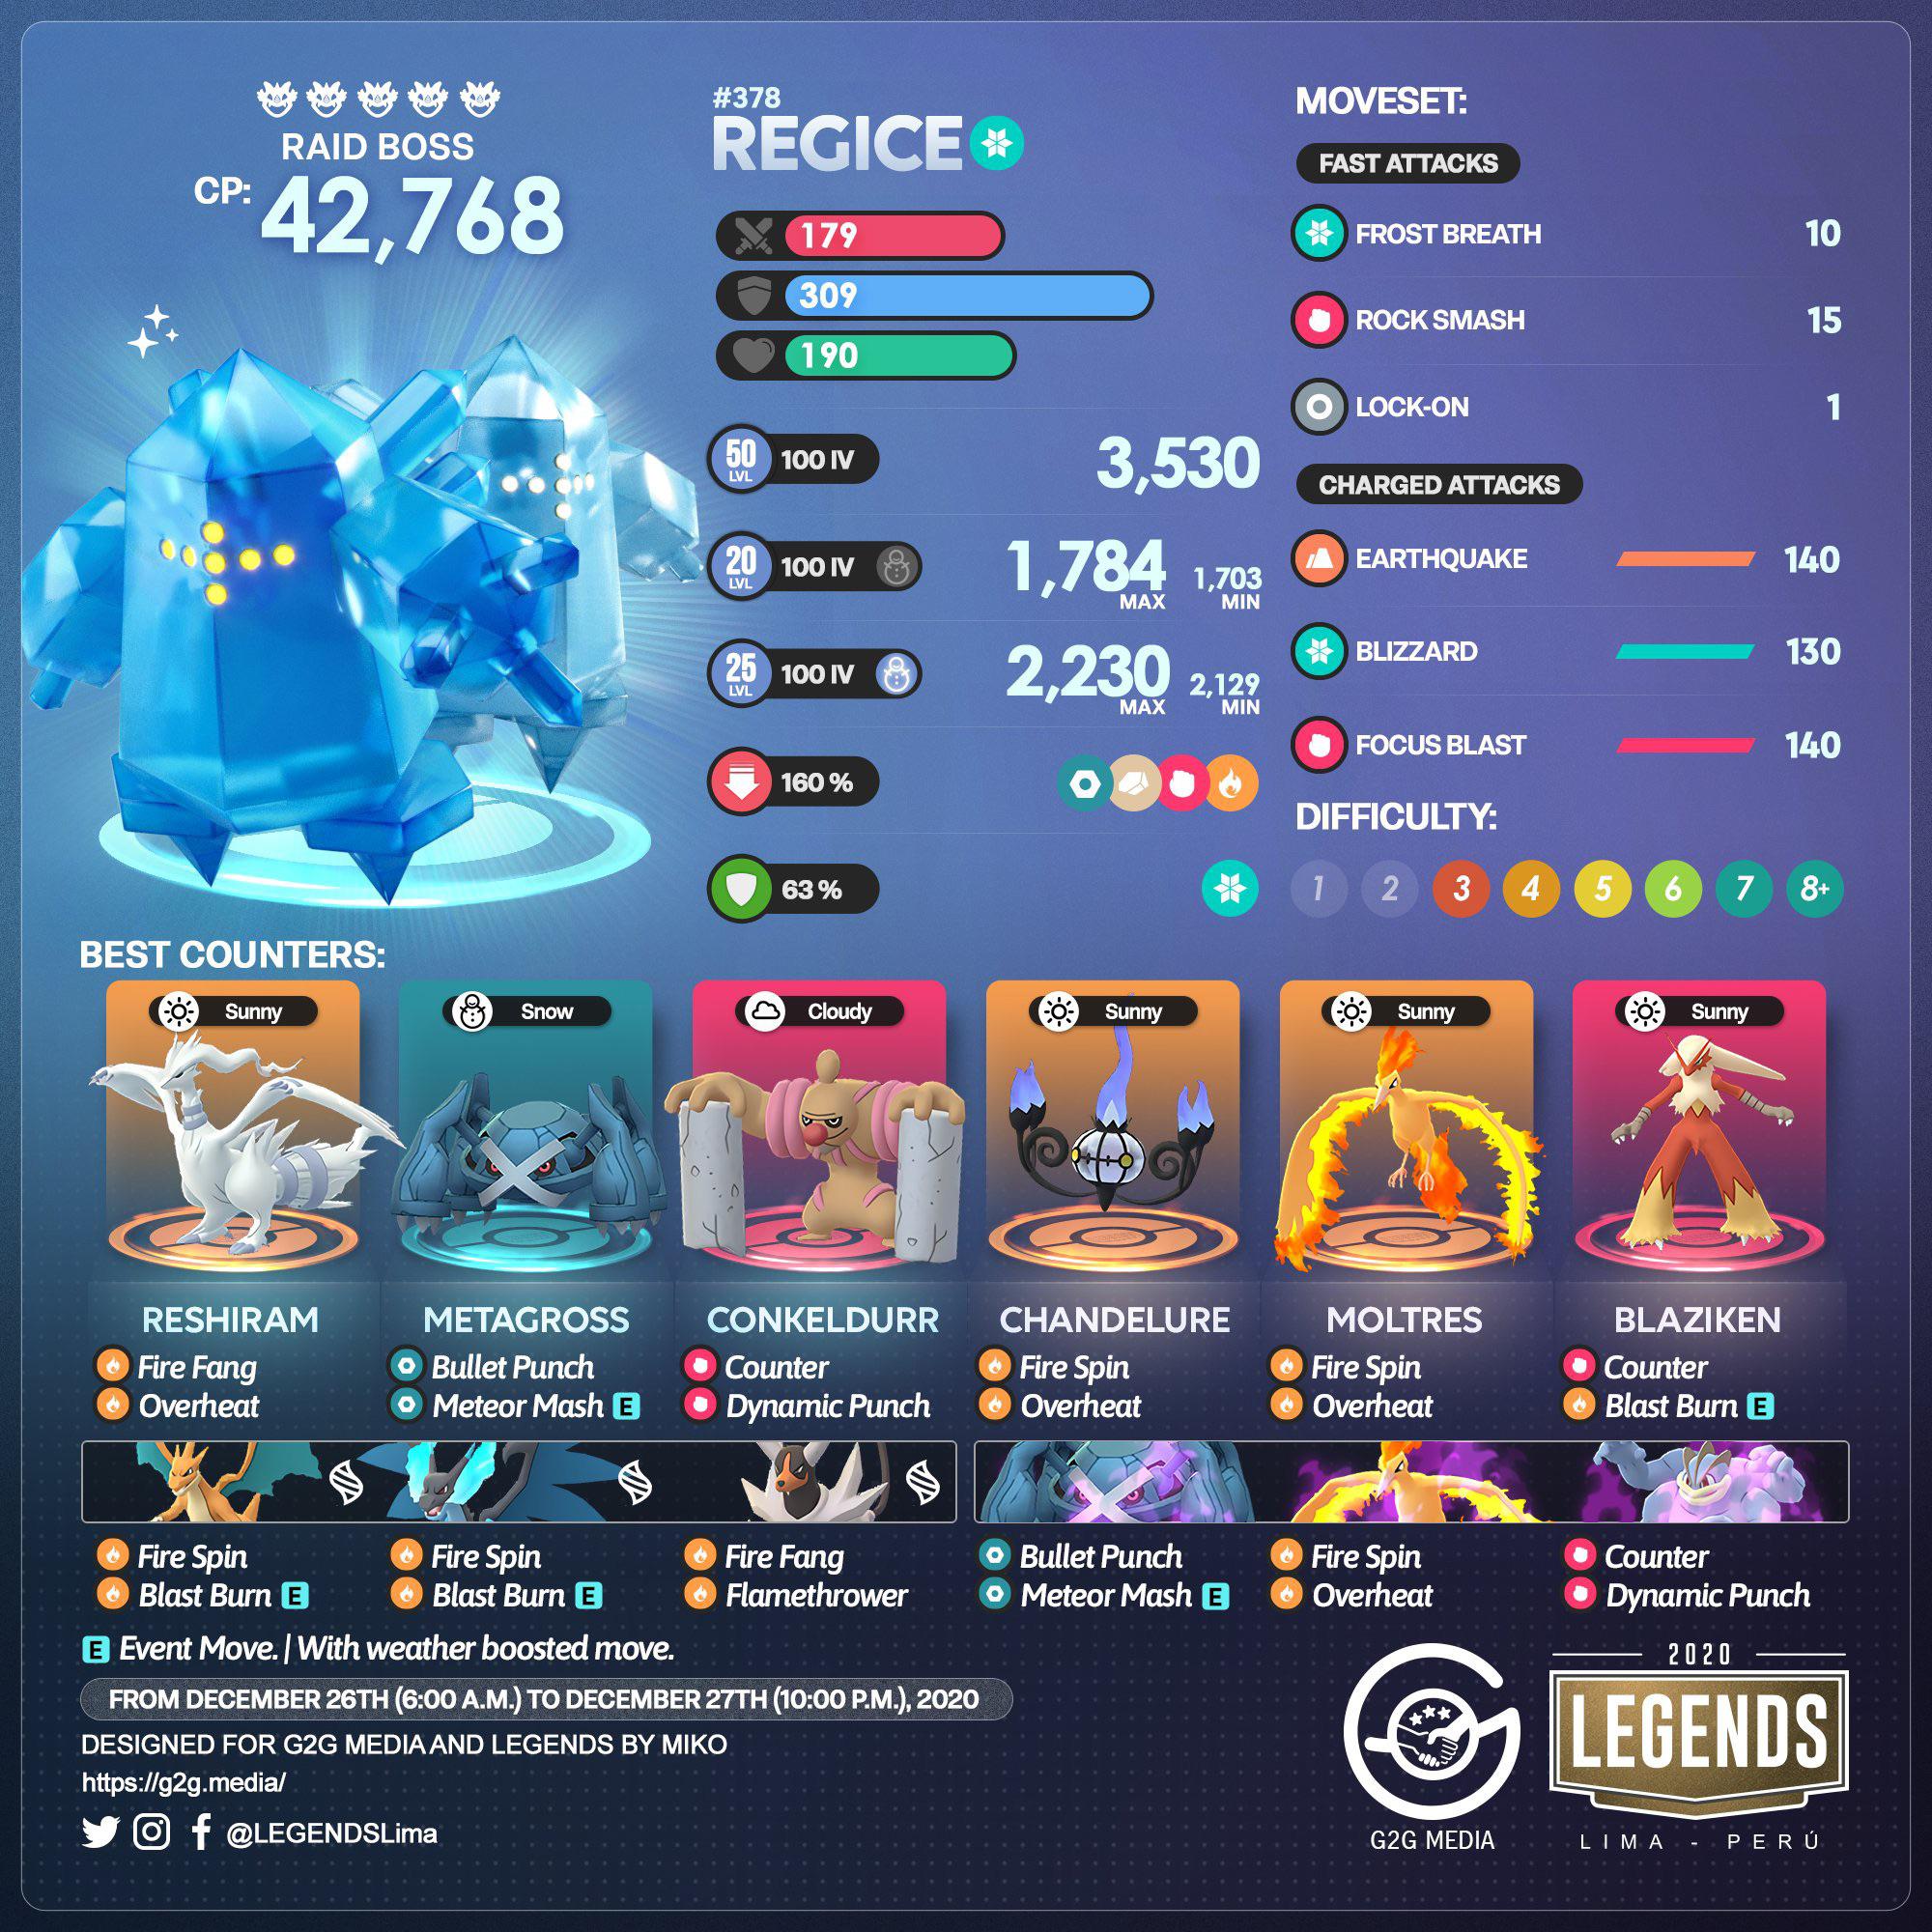 RAID BOSS
CP: 42,768
#378
REGICE
179
309
190
50 LVL 100 IV 3,530
20 LVL 100 IV 1,784 MAX 1,703 MIN
25 LVL 100 IV 2,230 MAX 2,129 MIN
160 %
63 %
MOVESET:
FAST ATTACKS
FROST BREATH 10
ROCK SMASH 15
LOCK-ON 1
CHARGED ATTACKS
EARTHQUAKE 140
BLIZZARD 130
FOCUS BLAST 140
DIFFICULTY:
1 2 3 4 5 6 7 8+
BEST COUNTERS:
Sunny Snow Cloudy Sunny Sunny Sunny
RESHIRAM METAGROSS CONKELDURR CHANDELURE MOLTRES BLAZIKEN
Fire Fang Bullet Punch Counter Fire Spin Fire Spin Counter
Overheat Meteor Mash E Dynamic Punch Overheat Overheat Blast Burn E
Fire Spin Fire Spin Fire Fang Bullet Punch Fire Spin Counter
Blast Burn E Blast Burn E Flamethrower Meteor Mash E Overheat Dynamic Punch
E Event Move. | With weather boosted move.
FROM DECEMBER 26TH (6:00 A.M.) TO DECEMBER 27TH (10:00 P.M.), 2020
DESIGNED FOR G2G MEDIA AND LEGENDS BY MIKO
https://g2g.media/
@LEGENDSLima
G2G MEDIA
2020
LEGENDS
LIMA - PERÚ